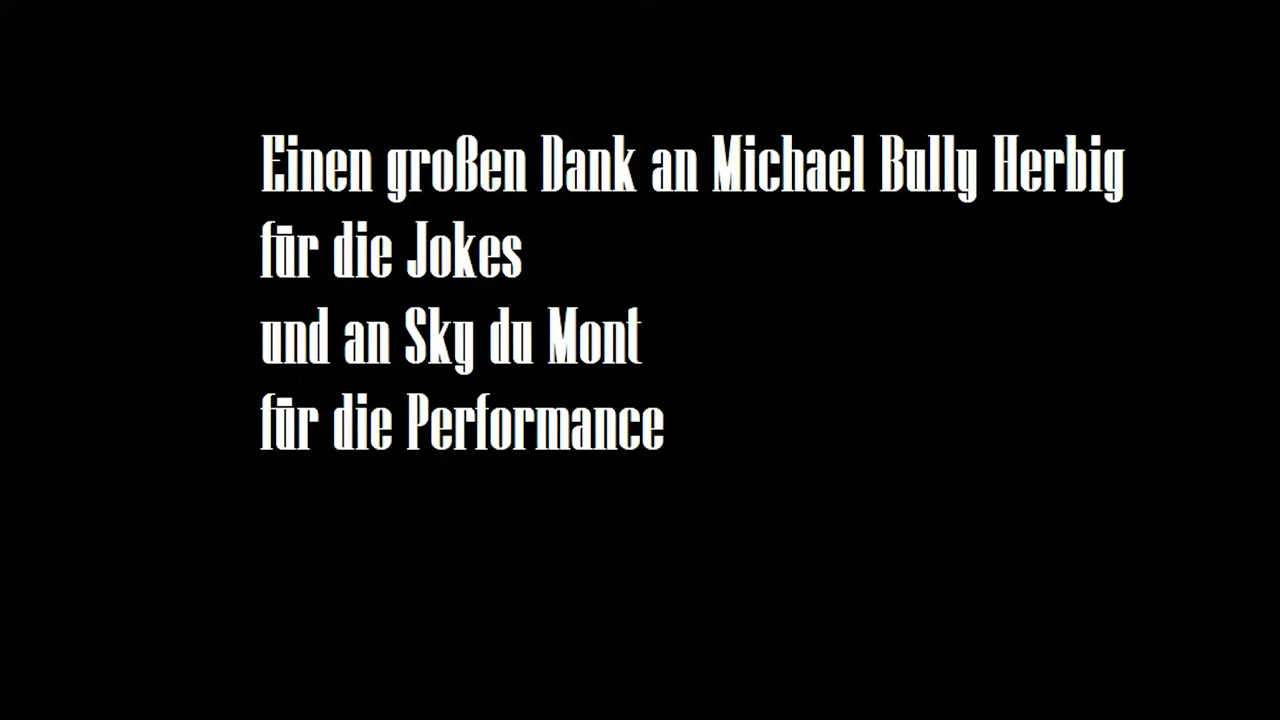 Einen großen Dank an Michael Bully Herbig
für die Jokes
und an Sky du Mont
für die Performance